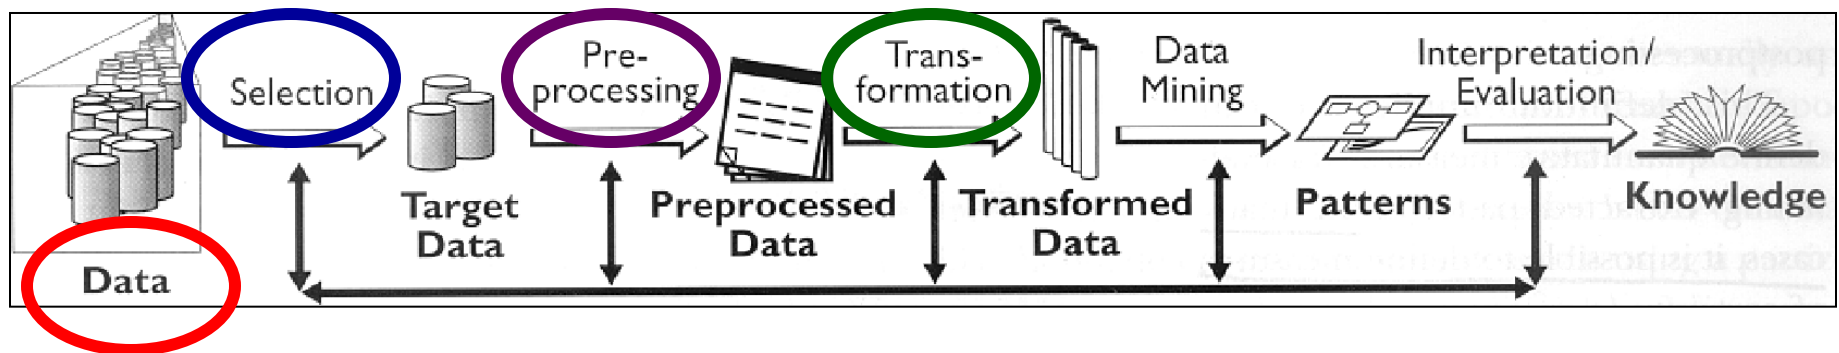 Data
Selection
Target
Data
Pre-
processing
Preprocessed
Data
Trans-
formation
Transformed
Data
Data
Mining
Patterns
Interpretation/
Evaluation
Knowledge